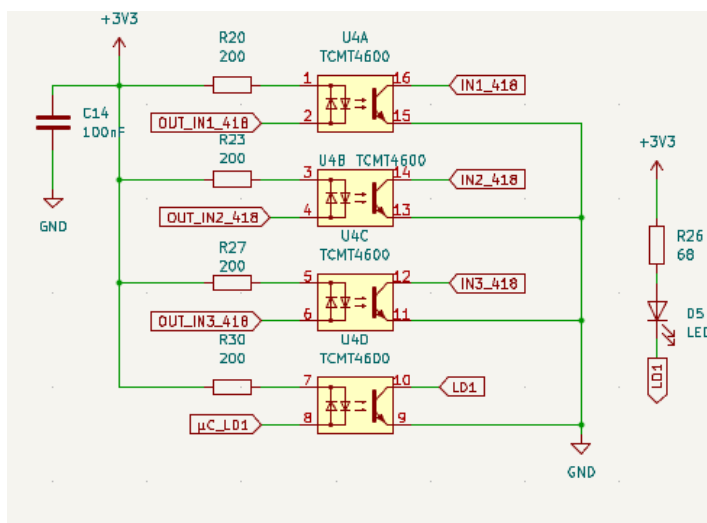 +3V3
R20
200
U4A
TCMT4600
1
16
IN1_418
C14
100nF
OUT_IN1_418
2
15
R23
200
U4B TCMT4600
3
14
IN2_418
+3V3
GND
OUT_IN2_418
4
13
R27
200
U4C
TCMT4600
R26
68
5
12
IN3_418
OUT_IN3_418
6
11
D5
LED
R30
200
U4D
TCMT4600
7
10
LD1
LD1
µC_LD1
8
9
GND